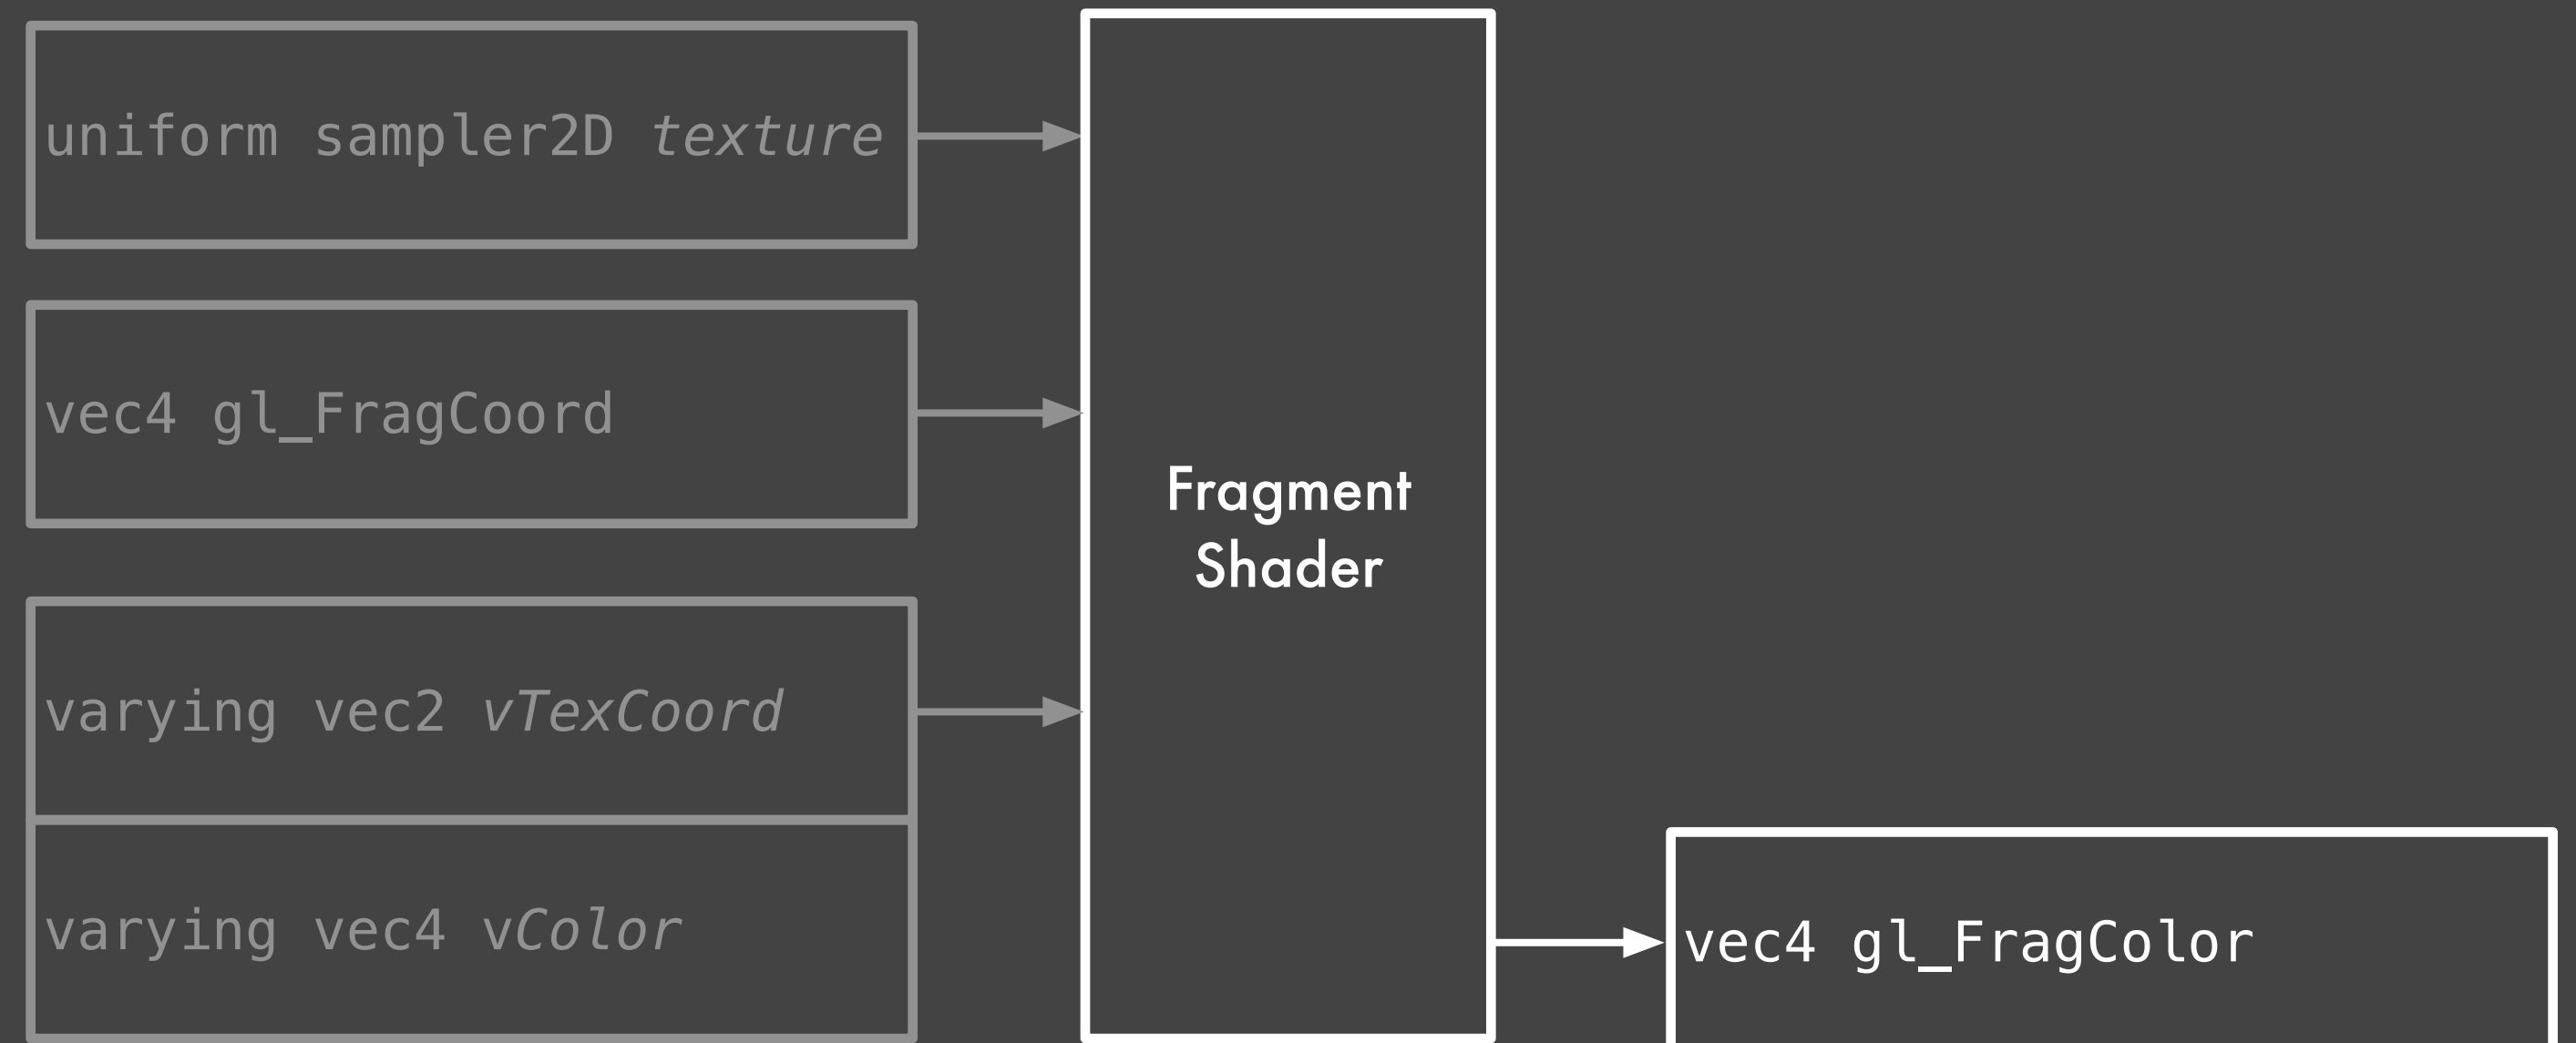 uniform sampler2D texture
vec4 gl_FragCoord
Fragment
Shader
varying vec2 vTexCoord
varying vec4 vColor
vec4 gl_FragColor